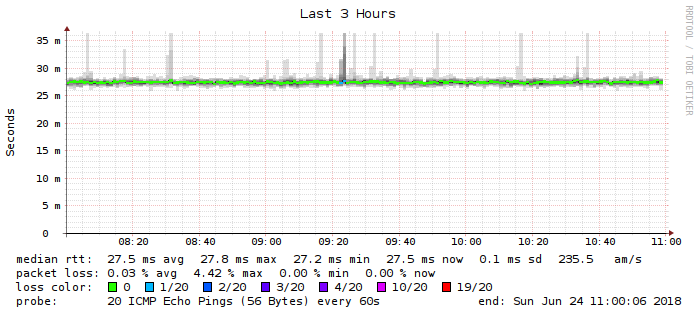 Last 3 Hours
RRDTOOL / TOBI OETIKER
Seconds
35 m
30 m
25 m
20 m
15 m
10 m
5 m
0
08:20 08:40 09:00 09:20 09:40 10:00 10:20 10:40 11:00
median rtt: 27.5 ms avg 27.8 ms max 27.2 ms min 27.5 ms now 0.1 ms sd 235.5 am/s
packet loss: 0.03 % avg 4.42 % max 0.00 % min 0.00 % now
loss color: 0 1/20 2/20 3/20 4/20 10/20 19/20
probe: 20 ICMP Echo Pings (56 Bytes) every 60s end: Sun Jun 24 11:00:06 2018